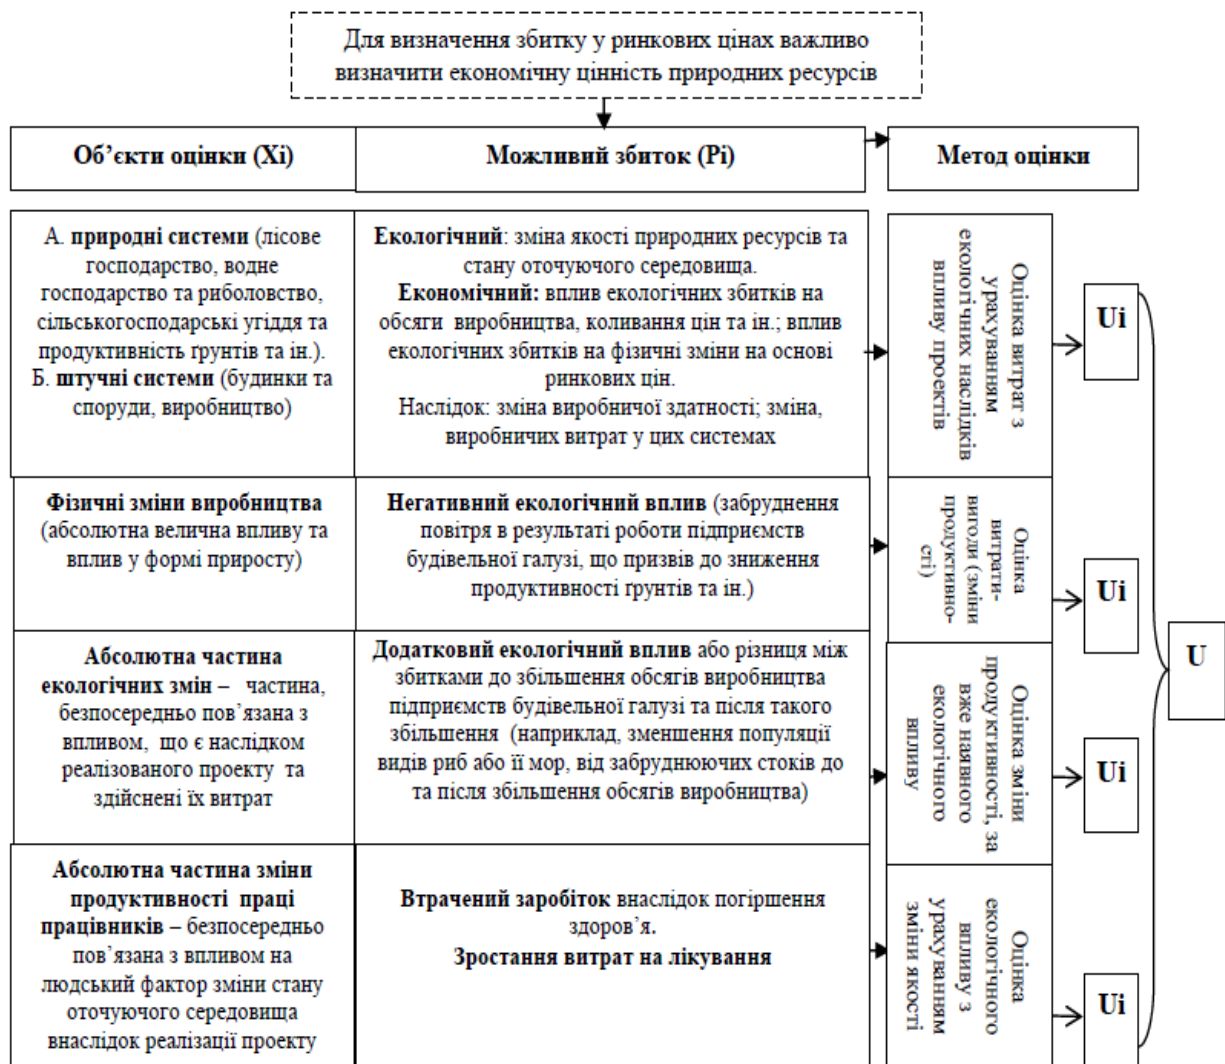 Для визначення збитку у ринкових цінах важливо
визначити економічну цінність природних ресурсів
Об’єкти оцінки (Xi)
Можливий збиток (Pi)
Метод оцінки
А. природні системи (лісове
господарство, водне
господарство та риболовство,
сільськогосподарські угіддя та
продуктивність ґрунтів та ін.).
Б. штучні системи (будинки та
споруди, виробництво)
Екологічний: зміна якості природних ресурсів та
стану оточуючого середовища.
Економічний: вплив екологічних збитків на
обсяги виробництва, коливання цін та ін.; вплив
екологічних збитків на фізичні зміни на основі
ринкових цін.
Наслідок: зміна виробничої здатності; зміна,
виробничих витрат у цих системах
Оцінка витрат з
урахуванням
екологічних наслідків
впливу проектів
Ui
Фізичні зміни виробництва
(абсолютна велична впливу та
вплив у формі приросту)
Негативний екологічний вплив (забруднення
повітря в результаті роботи підприємств
будівельної галузі, що призвів до зниження
продуктивності ґрунтів та ін.)
Оцінка
витрати-
вигоди (зміни
продуктивно-
сті)
Ui
Абсолютна частина
екологічних змін – частина,
безпосередньо пов’язана з
впливом, що є наслідком
реалізованого проекту та
здійснені їх витрат
Додатковий екологічний вплив або різниця між
збитками до збільшення обсягів виробництва
підприємств будівельної галузі та після такого
збільшення (наприклад, зменшення популяції
видів риб або її мор, від забруднюючих стоків до
та після збільшення обсягів виробництва)
Оцінка зміни
продуктивності, за
вже наявного
екологічного
впливу
Ui
Абсолютна частина зміни
продуктивності праці
працівників – безпосередньо
пов’язана з впливом на
людський фактор зміни стану
оточуючого середовища
внаслідок реалізації проекту
Втрачений заробіток внаслідок погіршення
здоров’я.
Зростання витрат на лікування
Оцінка
екологічного
впливу з
урахуванням
зміни якості
Ui
U